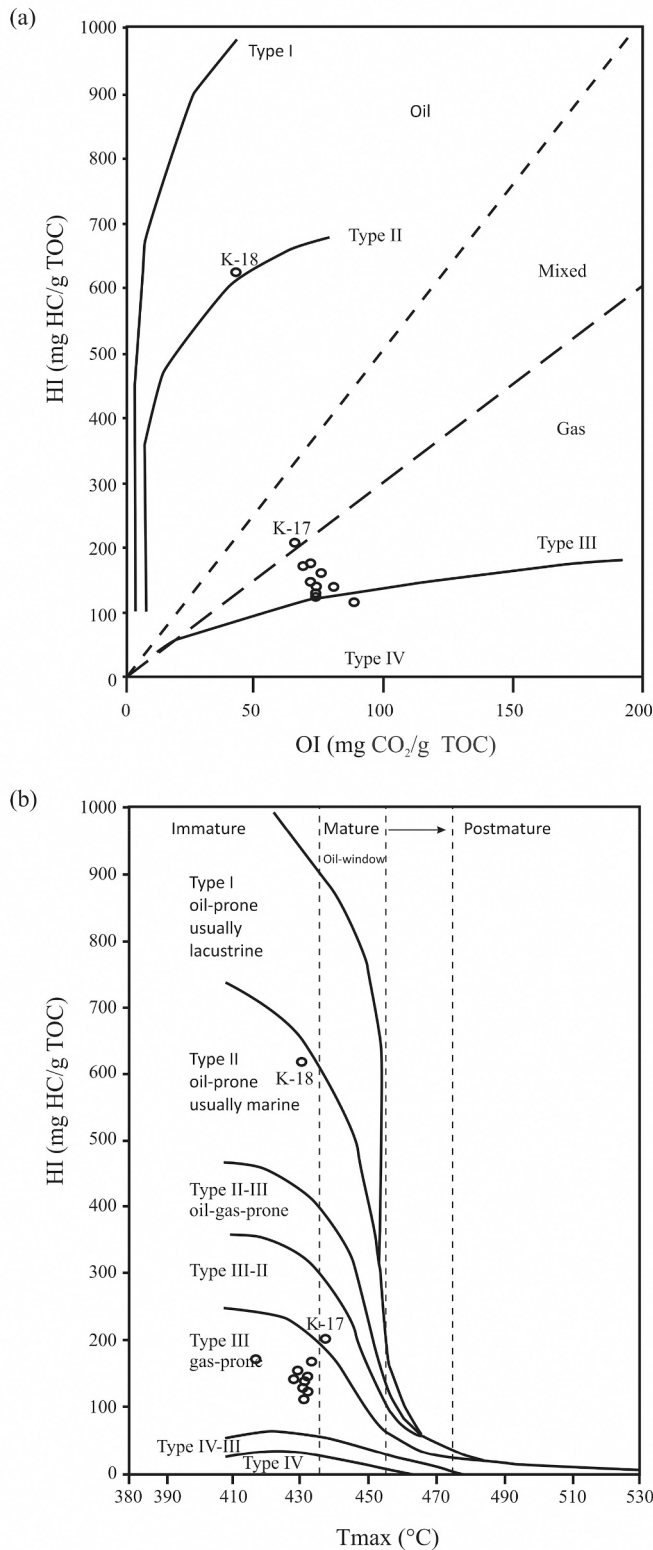 (a)
1000
900
800
700
600
500
400
300
200
100
0
HI (mg HC/g TOC)
Type I
Oil
Type II
K-18
Mixed
Gas
K-17
Type III
Type IV
0
50
100
150
200
OI (mg CO₂/g TOC)
(b)
1000
900
800
700
600
500
400
300
200
100
0
HI (mg HC/g TOC)
Immature
Mature
Postmature
Oil-window
Type I
oil-prone
usually
lacustrine
Type II
oil-prone
usually marine
K-18
Type II-III
oil-gas-prone
Type III-II
K-17
Type III
gas-prone
Type IV-III
Type IV
380
390
410
430
450
470
490
510
530
Tmax (°C)